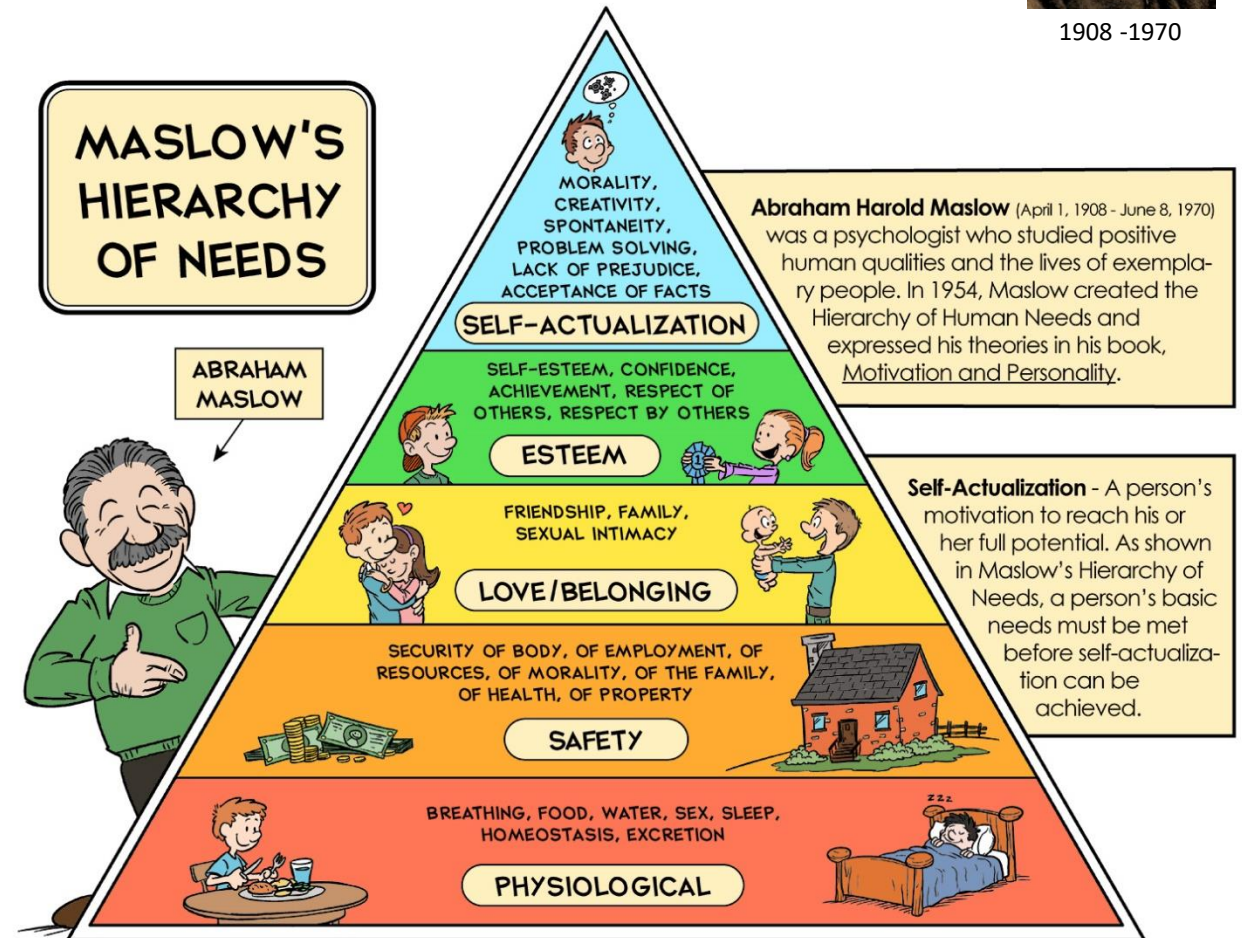 1908 -1970
MASLOW'S
HIERARCHY
OF NEEDS
ABRAHAM
MASLOW
MORALITY,
CREATIVITY,
SPONTANEITY,
PROBLEM SOLVING,
LACK OF PREJUDICE,
ACCEPTANCE OF FACTS
SELF-ACTUALIZATION
SELF-ESTEEM, CONFIDENCE,
ACHIEVEMENT, RESPECT OF
OTHERS, RESPECT BY OTHERS
ESTEEM
1
FRIENDSHIP, FAMILY,
SEXUAL INTIMACY
LOVE/BELONGING
SECURITY OF BODY, OF EMPLOYMENT, OF
RESOURCES, OF MORALITY, OF THE FAMILY,
OF HEALTH, OF PROPERTY
SAFETY
BREATHING, FOOD, WATER, SEX, SLEEP,
HOMEOSTASIS, EXCRETION
PHYSIOLOGICAL
zzz
Abraham Harold Maslow (April 1, 1908 - June 8, 1970)
was a psychologist who studied positive
human qualities and the lives of exempla-
ry people. In 1954, Maslow created the
Hierarchy of Human Needs and
expressed his theories in his book,
Motivation and Personality.
Self-Actualization - A person's
motivation to reach his or
her full potential. As shown
in Maslow's Hierarchy of
Needs, a person's basic
needs must be met
before self-actualiza-
tion can be
achieved.